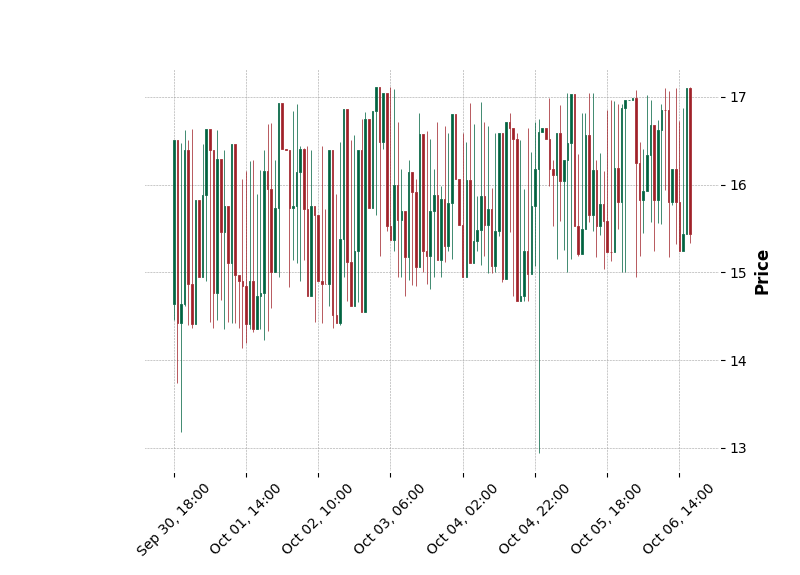 17
16
15
14
13
Price
Sep 30, 18:00
Oct 01, 14:00
Oct 02, 10:00
Oct 03, 06:00
Oct 04, 02:00
Oct 04, 22:00
Oct 05, 18:00
Oct 06, 14:00